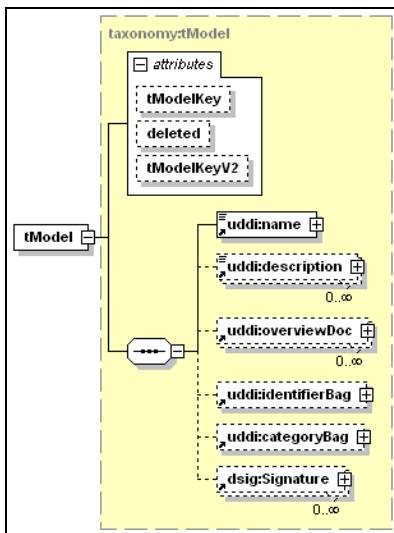 taxonomy:tModel
attributes
tModelKey
deleted
tModelKeyV2
tModel
uddi:name
uddi:description
0..∞
uddi:overviewDoc
0..∞
uddi:identifierBag
uddi:categoryBag
dsig:Signature
0..∞